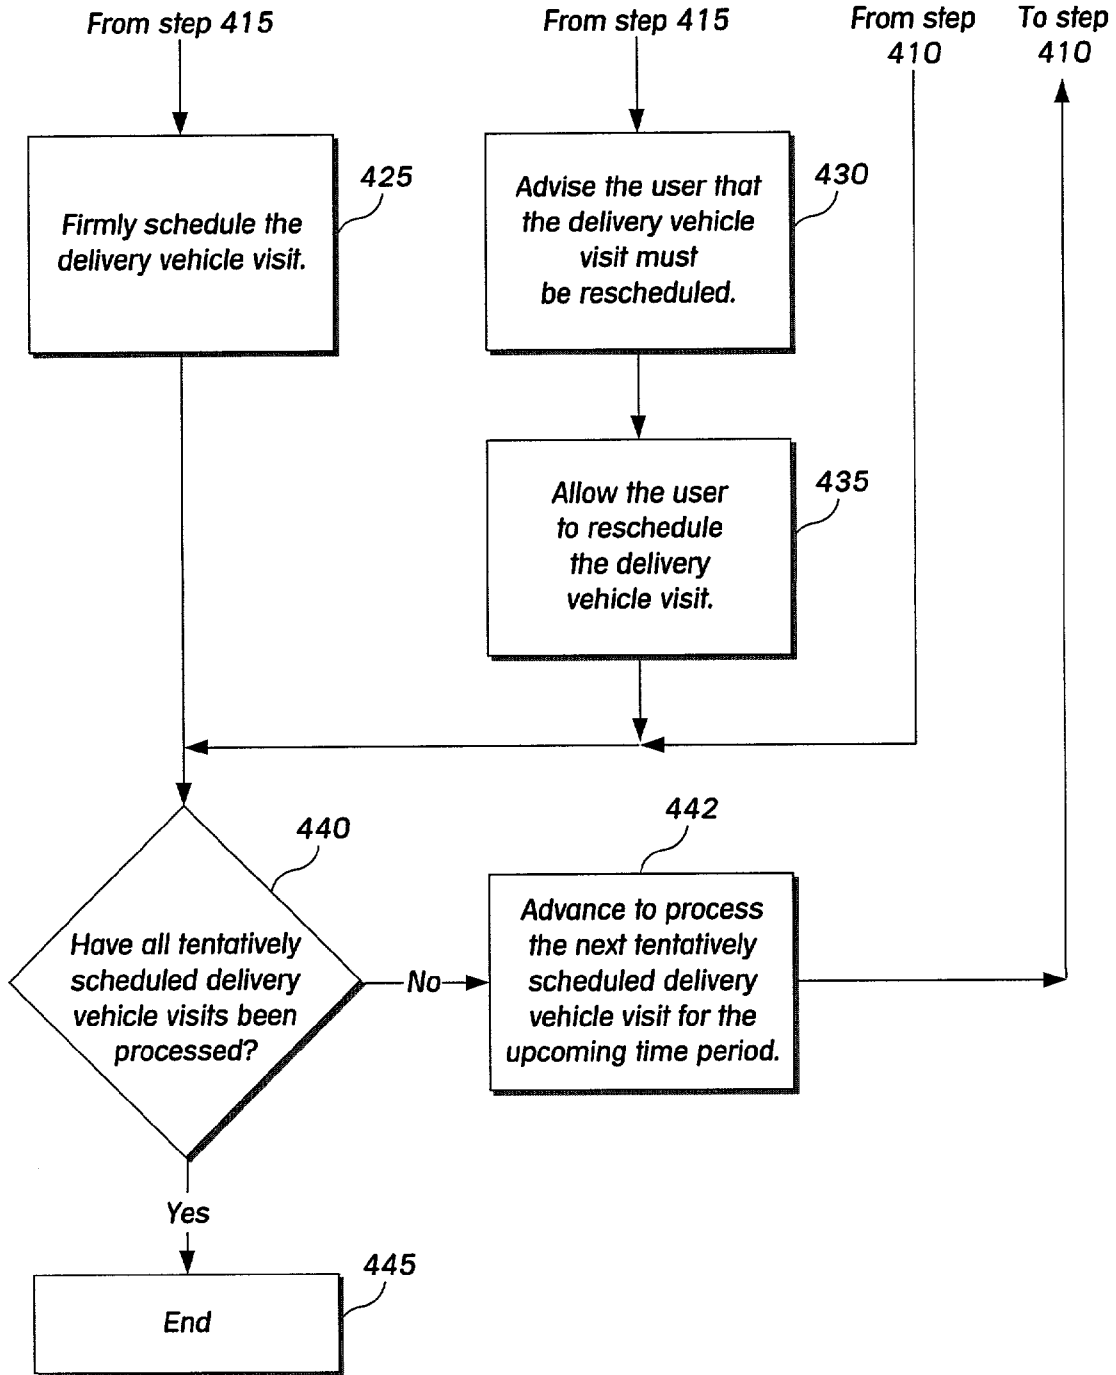 From step 415
From step 415
From step
410
To step
410
425
Firmly schedule the
delivery vehicle visit.
430
Advise the user that
the delivery vehicle
visit must
be rescheduled.
435
Allow the user
to reschedule
the delivery
vehicle visit.
440
Have all tentatively
scheduled delivery
vehicle visits been
processed?
No
442
Advance to process
the next tentatively
scheduled delivery
vehicle visit for the
upcoming time period.
Yes
445
End